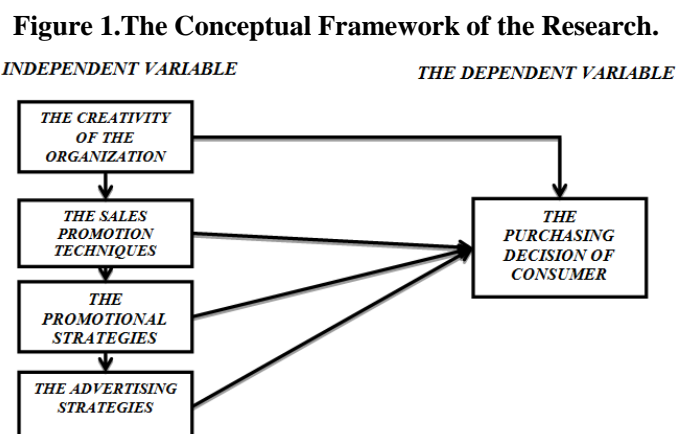 Figure 1.The Conceptual Framework of the Research.
INDEPENDENT VARIABLE
THE DEPENDENT VARIABLE
THE CREATIVITY
OF THE
ORGANIZATION
THE SALES
PROMOTION
TECHNIQUES
THE
PROMOTIONAL
STRATEGIES
THE ADVERTISING
STRATEGIES
THE
PURCHASING
DECISION OF
CONSUMER